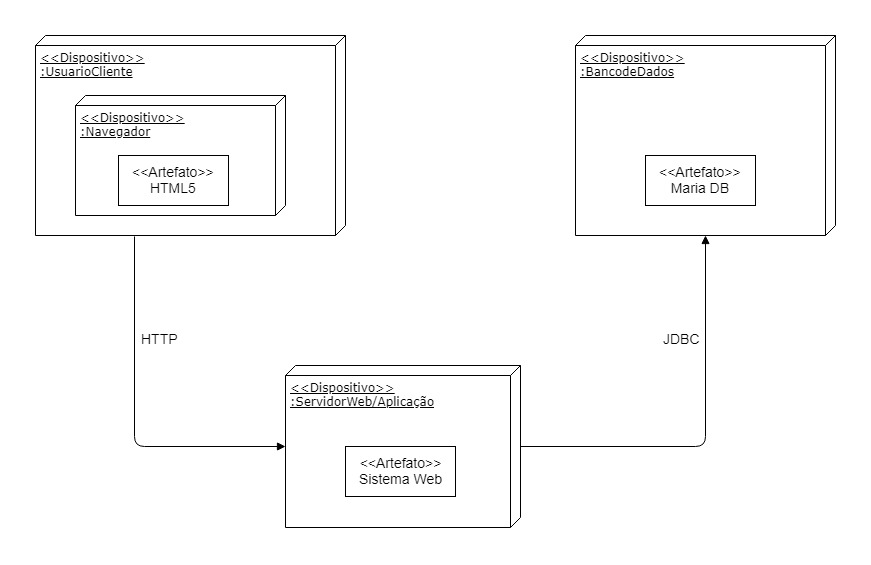 <<Dispositivo>>
:UsuarioCliente
<<Dispositivo>>
:Navegador
<<Artefato>>
HTML5
<<Dispositivo>>
:BancodeDados
<<Artefato>>
Maria DB
HTTP
JDBC
<<Dispositivo>>
:ServidorWeb/Aplicação
<<Artefato>>
Sistema Web